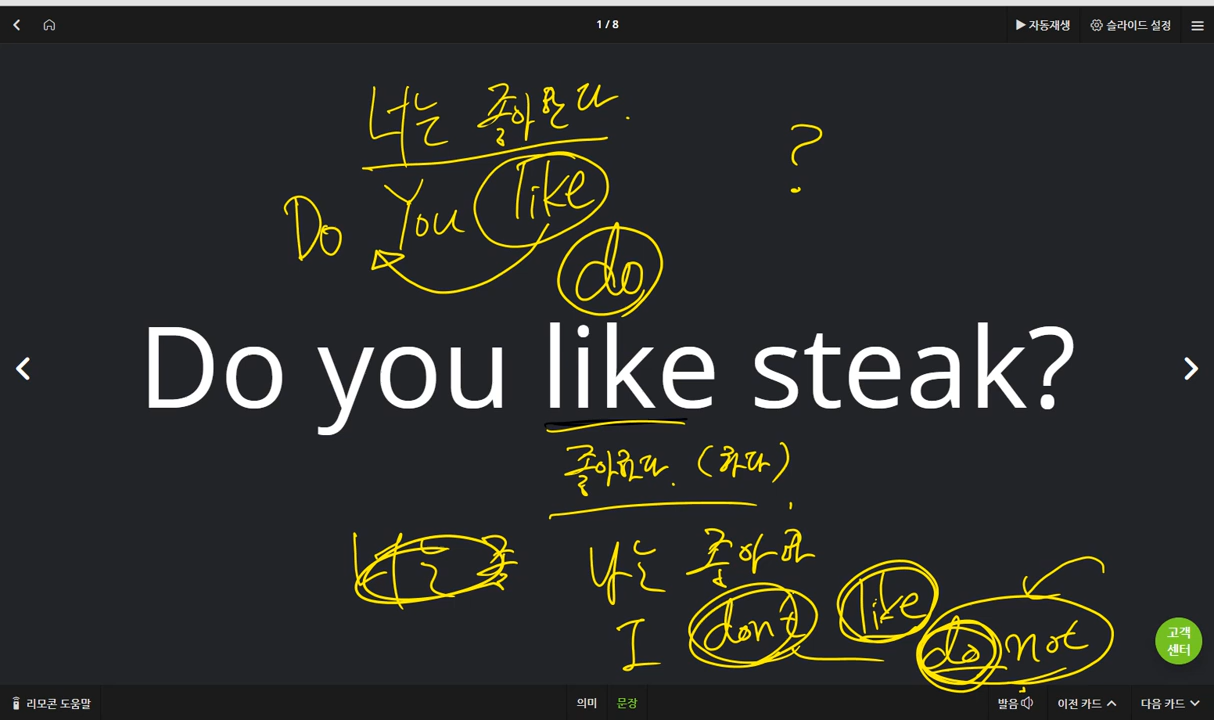 1 / 8
자동재생
슬라이드 설정
너는 좋아한다.
?
Do You like
do
Do you like steak?
좋아한다. (하다)
나는 좋아
I don't like
do not
고객
센터
리모콘 도움말
의미
문장
발음
이전 카드
다음 카드